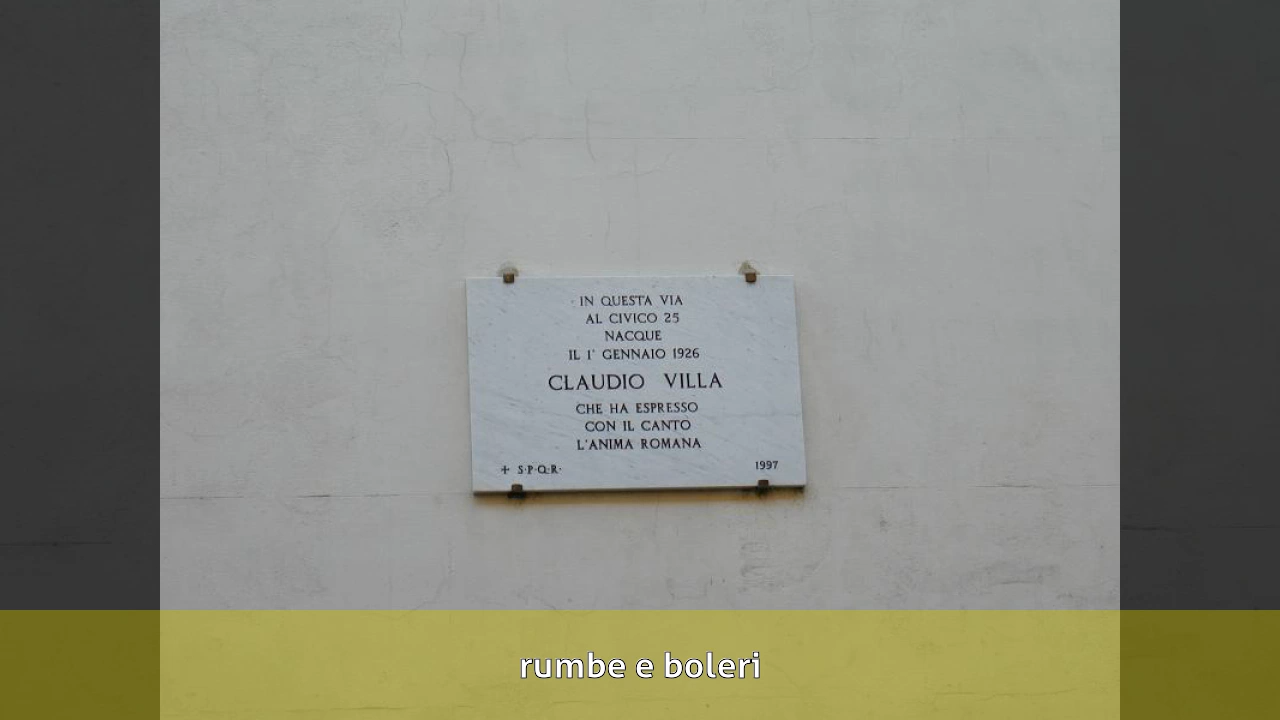 IN QUESTA VIA
AL CIVICO 25
NACQUE
IL 1° GENNAIO 1926
CLAUDIO VILLA
CHE HA ESPRESSO
CON IL CANTO
L'ANIMA ROMANA
+ S·P·Q·R· 1997
rumbe e boleri